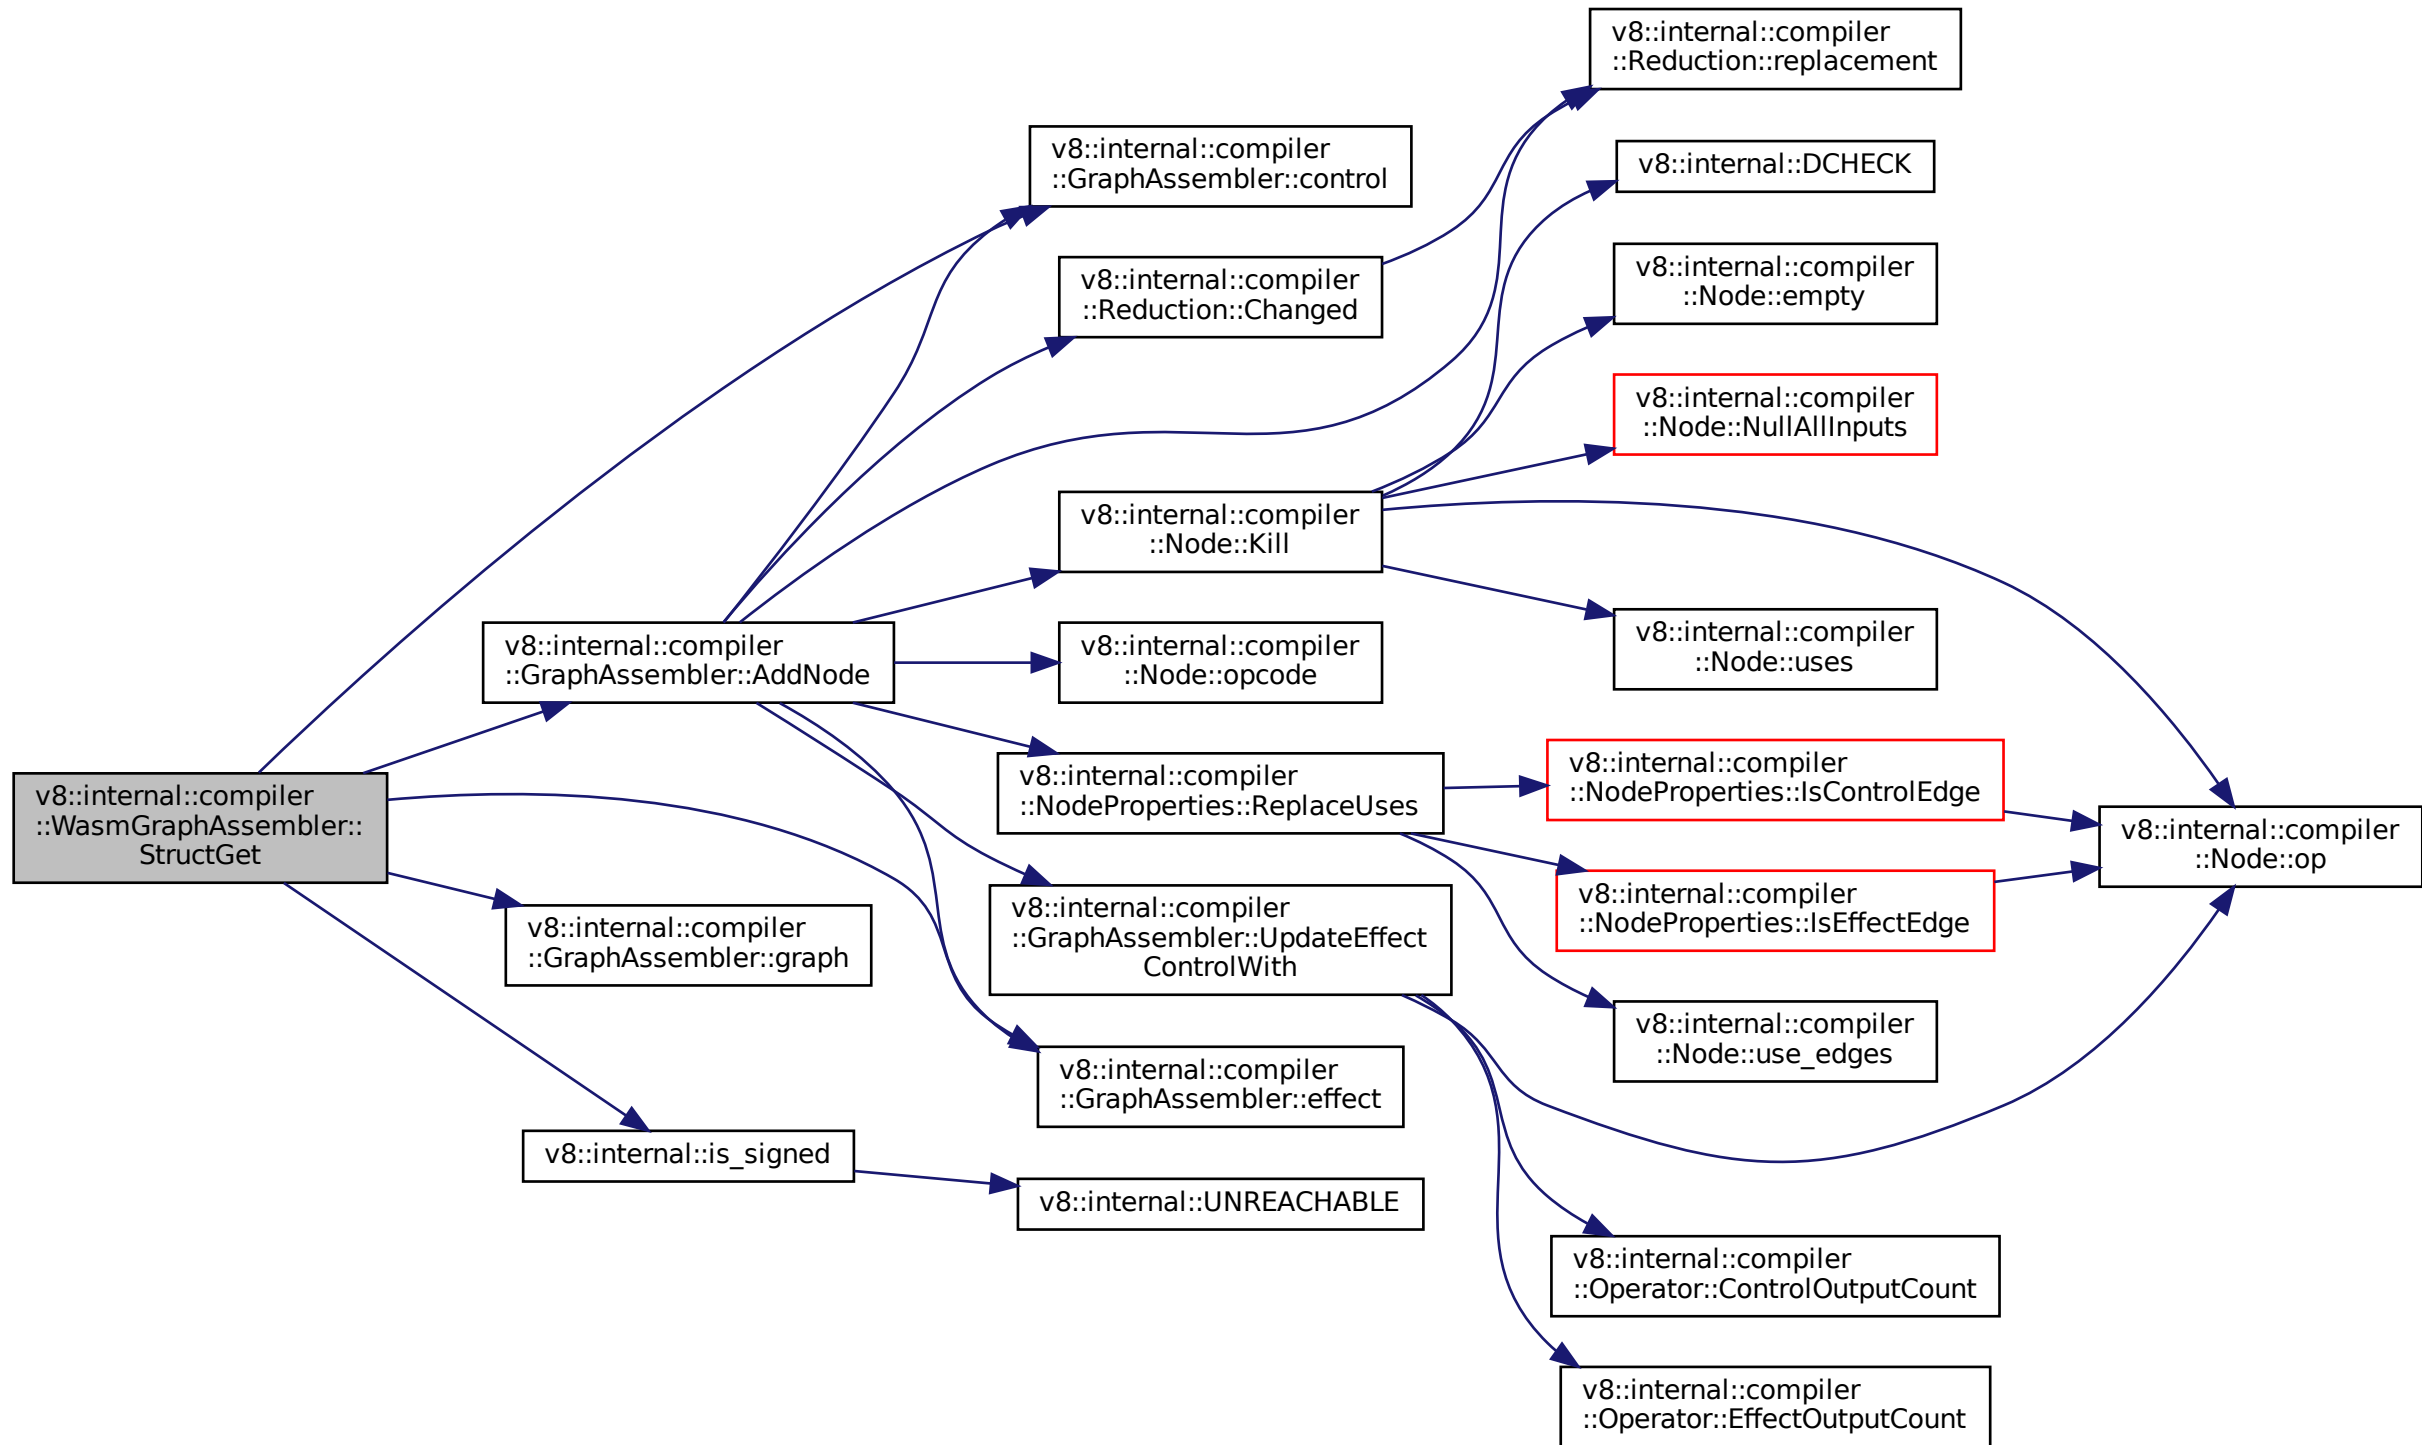 v8::internal::compiler
::WasmGraphAssembler::
StructGet
v8::internal::compiler
::GraphAssembler::AddNode
v8::internal::compiler
::GraphAssembler::graph
v8::internal::is_signed
v8::internal::compiler
::GraphAssembler::control
v8::internal::compiler
::Reduction::Changed
v8::internal::compiler
::Node::Kill
v8::internal::compiler
::Node::opcode
v8::internal::compiler
::NodeProperties::ReplaceUses
v8::internal::compiler
::GraphAssembler::UpdateEffect
ControlWith
v8::internal::compiler
::GraphAssembler::effect
v8::internal::UNREACHABLE
v8::internal::compiler
::Reduction::replacement
v8::internal::DCHECK
v8::internal::compiler
::Node::empty
v8::internal::compiler
::Node::NullAllInputs
v8::internal::compiler
::Node::uses
v8::internal::compiler
::NodeProperties::IsControlEdge
v8::internal::compiler
::NodeProperties::IsEffectEdge
v8::internal::compiler
::Node::use_edges
v8::internal::compiler
::Operator::ControlOutputCount
v8::internal::compiler
::Operator::EffectOutputCount
v8::internal::compiler
::Node::op